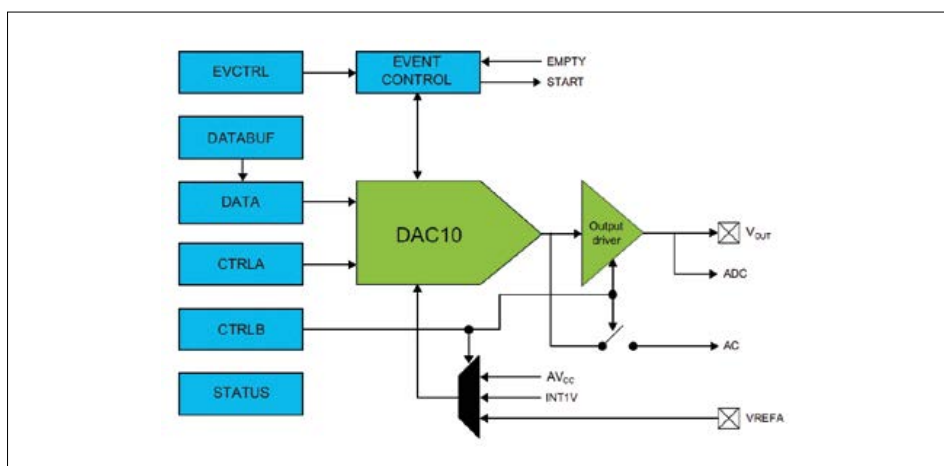 EVCTRL
EVENT
CONTROL
EMPTY
START
DATABUF
DATA
DAC10
Output
driver
VOUT
CTRLA
ADC
CTRLB
AC
STATUS
AVCC
INT1V
VREFA